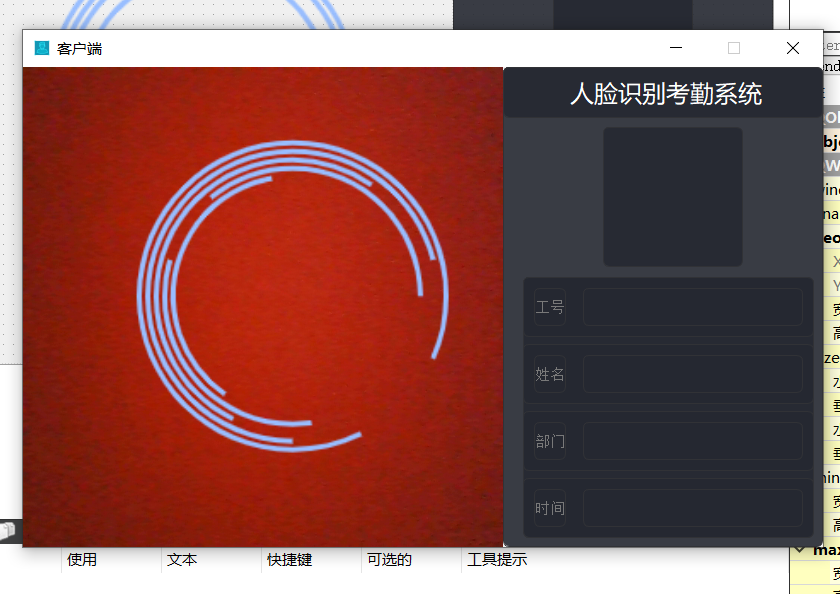 客户端
人脸识别考勤系统
工号
姓名
部门
时间
使用 文本 快捷键 可选的 工具提示